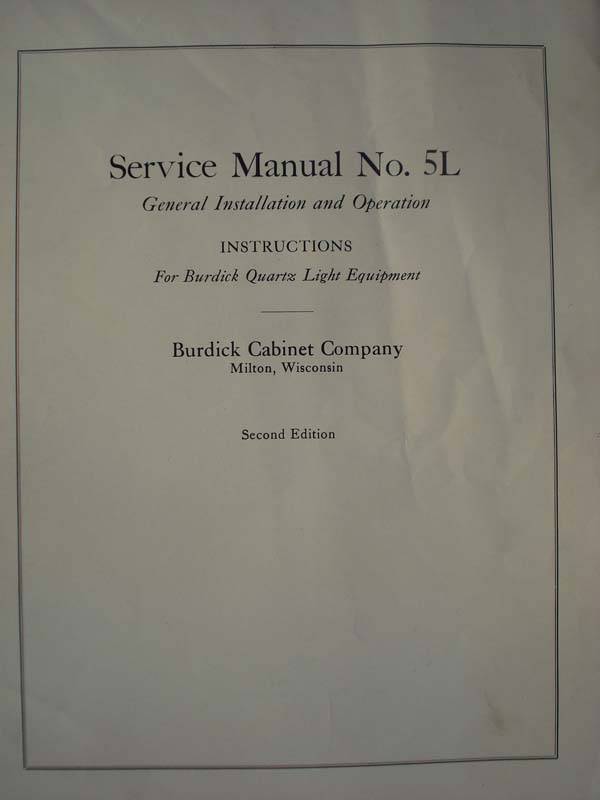 Service Manual No. 5L
General Installation and Operation
INSTRUCTIONS
For Burdick Quartz Light Equipment
Burdick Cabinet Company
Milton, Wisconsin
Second Edition